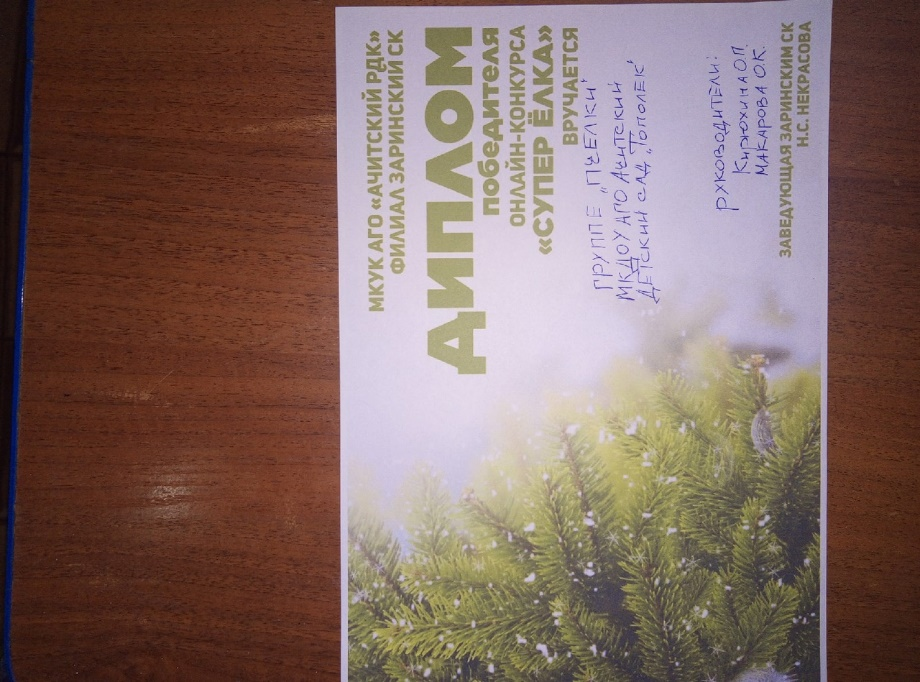 МКУК АГО «АЧИТСКИЙ РДК»
ФИЛИАЛ ЗАРИНСКИЙ СК
ДИПЛОМ
победителя
ОНЛАЙН-КОНКУРСА
«СУПЕР ЁЛКА»
ВРУЧАЕТСЯ
ГРУППЕ "ПЧЕЛКИ"
МКДОУ АГО Ачитский
ДЕТСКИЙ САД "ТОПОЛЕК"
РУКОВОДИТЕЛИ:
Кирюхина О.П.
МАКАРОВА О.К.
ЗАВЕДУЮЩАЯ ЗАРИНСКИМ СК
Н.С. НЕКРАСОВА